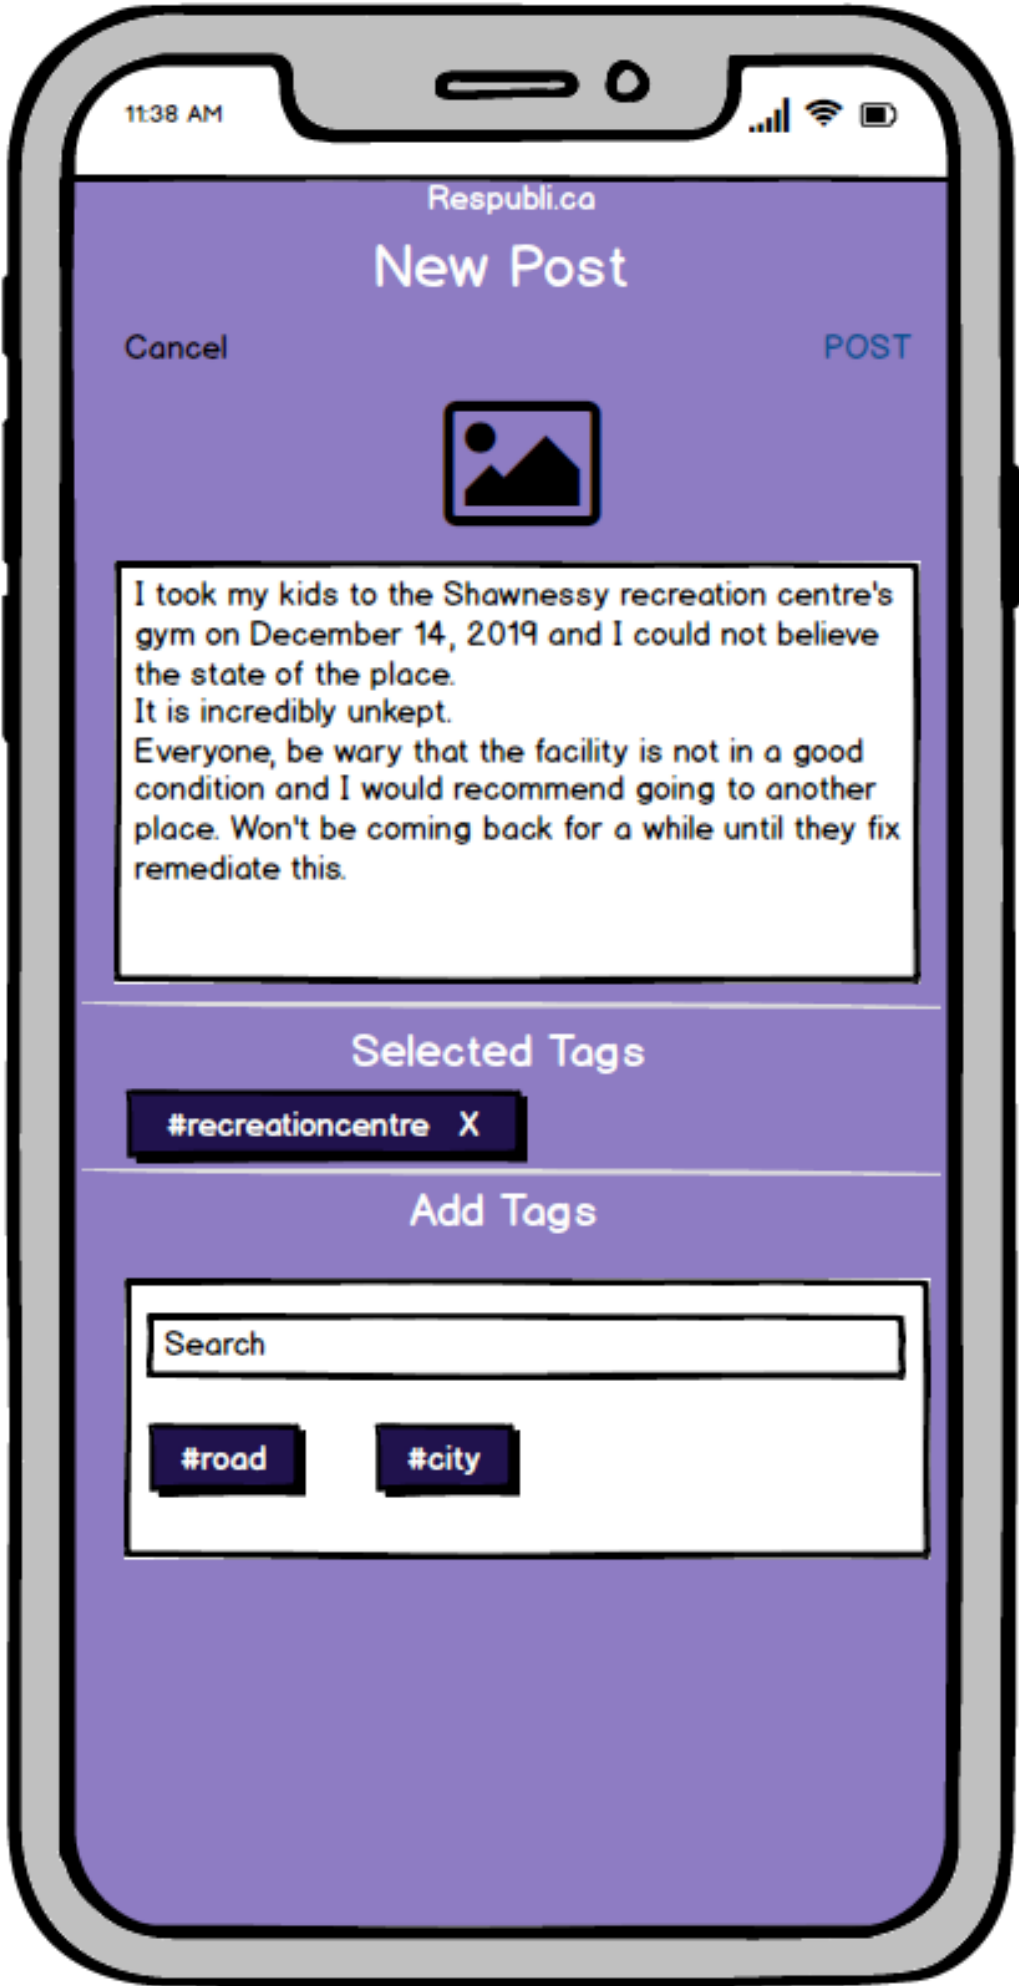 11:38 AM
Respubli.ca
New Post
Cancel POST
I took my kids to the Shawnessy recreation centre's
gym on December 14, 2019 and I could not believe
the state of the place.
It is incredibly unkept.
Everyone, be wary that the facility is not in a good
condition and I would recommend going to another
place. Won't be coming back for a while until they fix
remediate this.
Selected Tags
#recreationcentre X
Add Tags
Search
#road #city